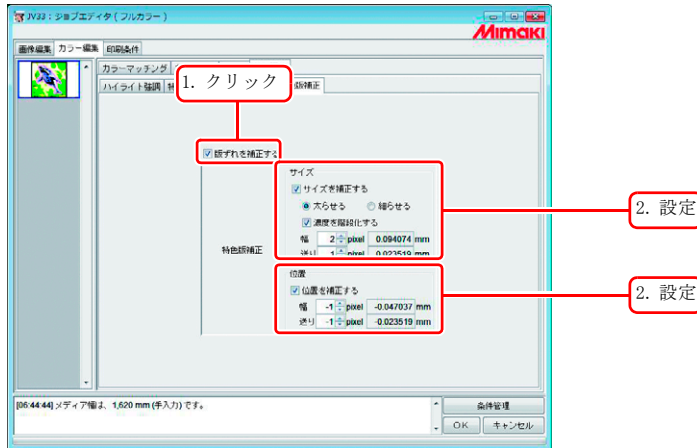 JV33：ジョブエディタ（フルカラー）
Mimaki
画像編集 カラー編集 印刷条件
カラーマッチング
1. クリック
ハイライト強調
版ずれを補正する
サイズ
サイズを補正する
太らせる 細らせる
濃度を階段化する
幅 2 pixel 0.094074 mm
送り 1 pixel 0.023519 mm
2. 設定
特色版補正
位置
位置を補正する
幅 -1 pixel -0.047037 mm
送り -1 pixel -0.023519 mm
2. 設定
[06:44:44] メディア幅は、1,620 mm (手入力) です。
条件管理
OK キャンセル